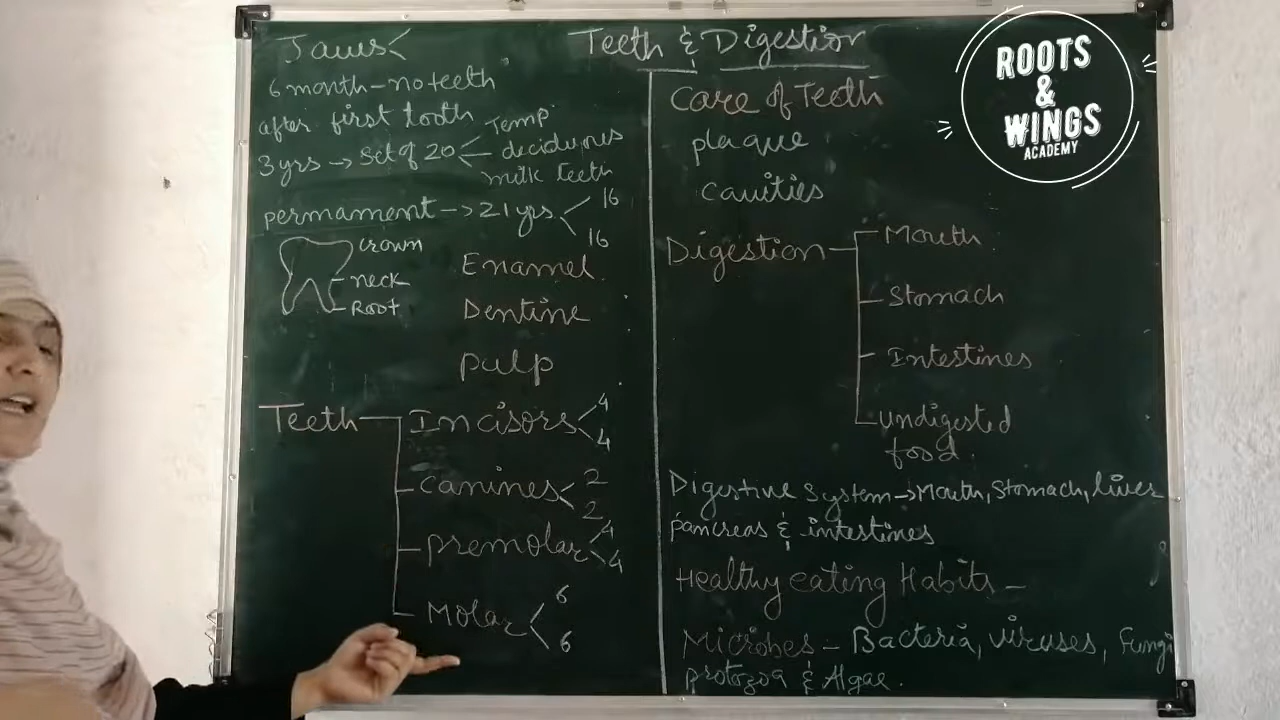 Teeth & Digestion
Jaws <
6 month - no teeth
after first tooth
3 yrs → Set of 20 < Temp
deciduous
milk teeth
permament → 21 yrs < 16
16
crown
neck
Root
Enamel
Dentine
pulp
Teeth
Incisors < 4
4
canines < 2
2
premolar < 4
4
Molar < 6
6
Care of Teeth
plaque
cavities
Digestion
Mouth
Stomach
Intestines
undigested
food.
Digestive System → Mouth, Stomach, liver
pancreas & intestines
Healthy eating Habits -
Microbes - Bacteria, viruses, Fungi
protozoa & Algae.
ROOTS
&
WINGS
ACADEMY